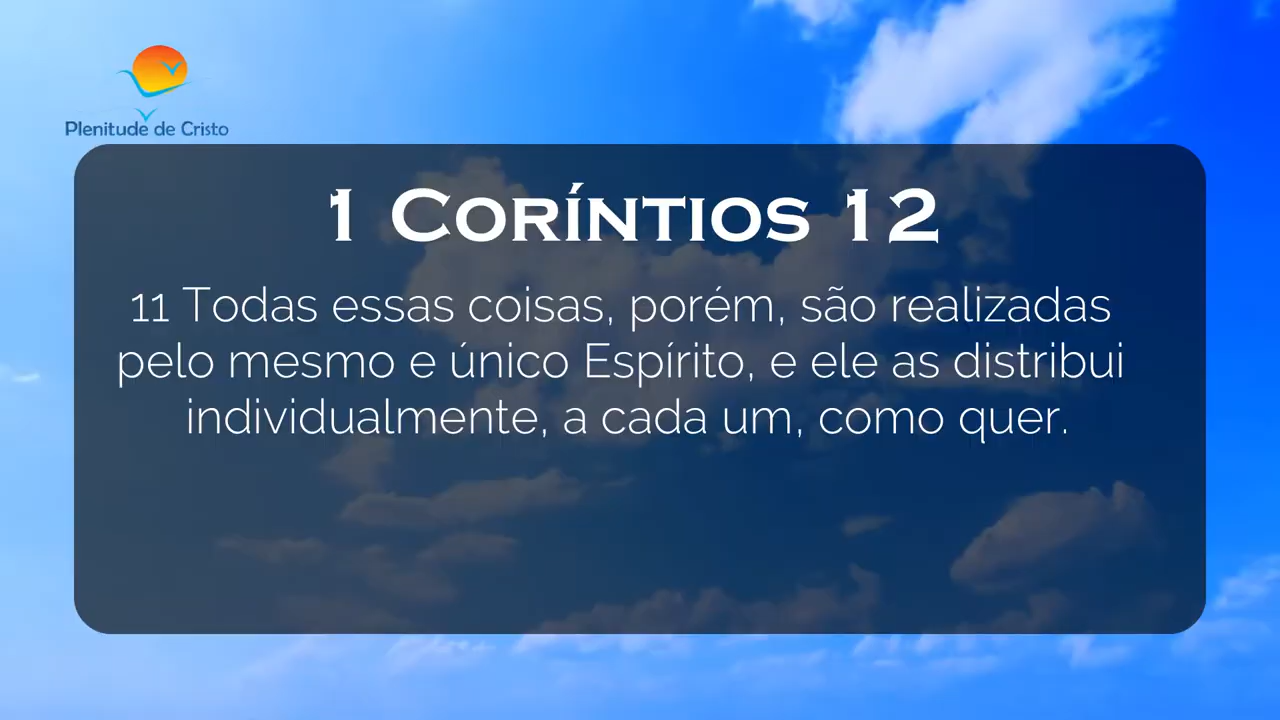 Plenitude de Cristo
1 Coríntios 12
11 Todas essas coisas, porém, são realizadas
pelo mesmo e único Espírito, e ele as distribui
individualmente, a cada um, como quer.